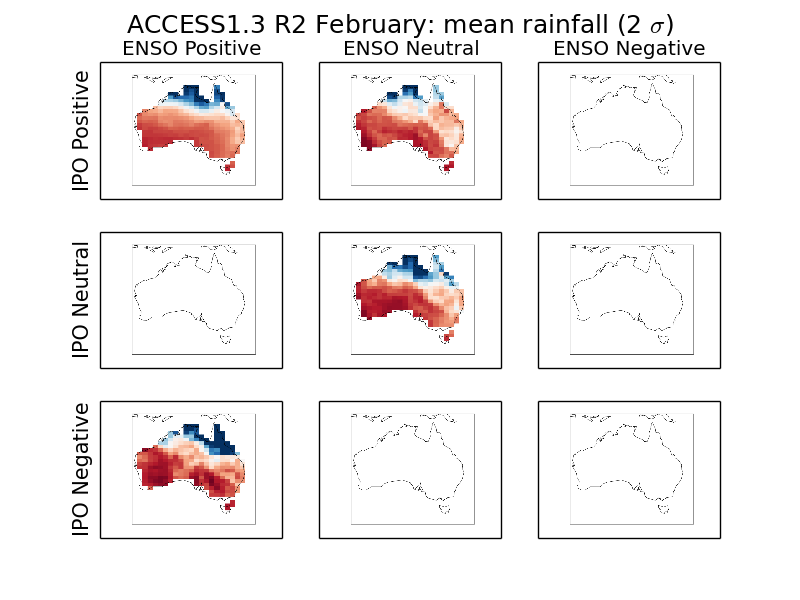 ACCESS1.3 R2 February: mean rainfall (2 σ)
ENSO Positive ENSO Neutral ENSO Negative
IPO Positive
IPO Neutral
IPO Negative